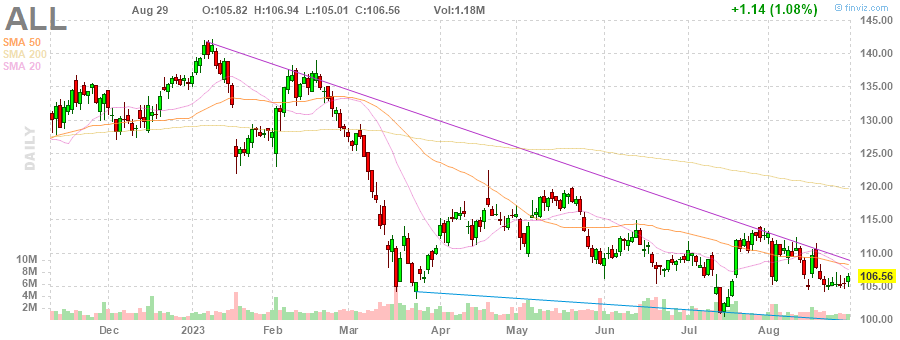 ALL
Aug 29 O:105.82 H:106.94 L:105.01 C:106.56 Vol:1.18M +1.14 (1.08%) finviz.com
SMA 50
SMA 200
SMA 20
DAILY
145.00
140.00
135.00
130.00
125.00
120.00
115.00
110.00
106.56
105.00
100.00
10M
8M
6M
4M
2M
Dec 2023 Feb Mar Apr May Jun Jul Aug